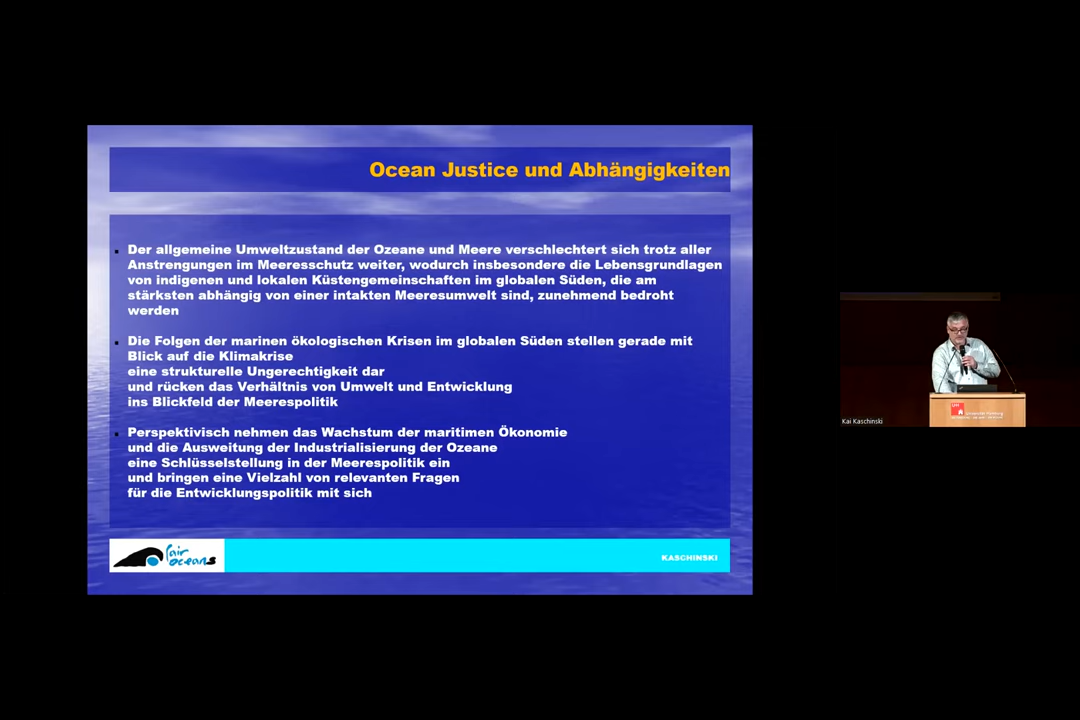 Ocean Justice und Abhängigkeiten
Der allgemeine Umweltzustand der Ozeane und Meere verschlechtert sich trotz aller
Anstrengungen im Meeresschutz weiter, wodurch insbesondere die Lebensgrundlagen
von indigenen und lokalen Küstengemeinschaften im globalen Süden, die am
stärksten abhängig von einer intakten Meeresumwelt sind, zunehmend bedroht
werden
Die Folgen der marinen ökologischen Krisen im globalen Süden stellen gerade mit
Blick auf die Klimakrise
eine strukturelle Ungerechtigkeit dar
und rücken das Verhältnis von Umwelt und Entwicklung
ins Blickfeld der Meerespolitik
Perspektivisch nehmen das Wachstum der maritimen Ökonomie
und die Ausweitung der Industrialisierung der Ozeane
eine Schlüsselstellung in der Meerespolitik ein
und bringen eine Vielzahl von relevanten Fragen
für die Entwicklungspolitik mit sich
fair
oceans
KASCHINSKI
Kai Kaschinski